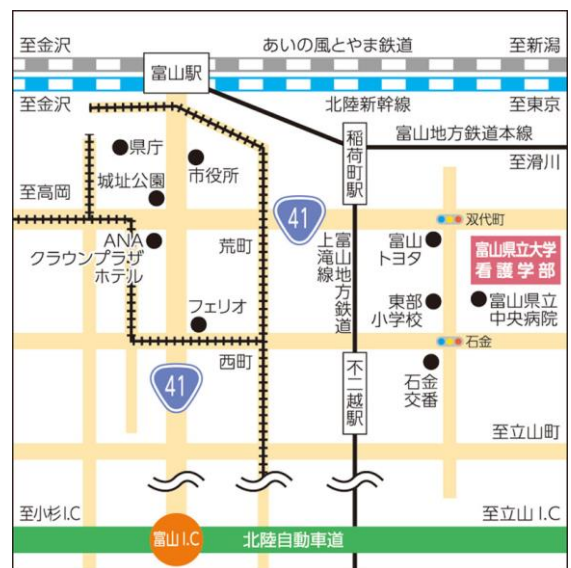 至金沢
あいの風とやま鉄道
至新潟
富山駅
至金沢
北陸新幹線
至東京
稲荷町駅
富山地方鉄道本線
至滑川
県庁
市役所
城址公園
至高岡
41
双代町
ANA
クラウンプラザ
ホテル
荒町
富山地方鉄道
上滝線
富山
トヨタ
富山県立大学
看護学部
フェリオ
東部
小学校
富山県立
中央病院
石金
西町
不二越駅
41
石金
交番
至立山町
至小杉I.C
至立山I.C
富山I.C
北陸自動車道